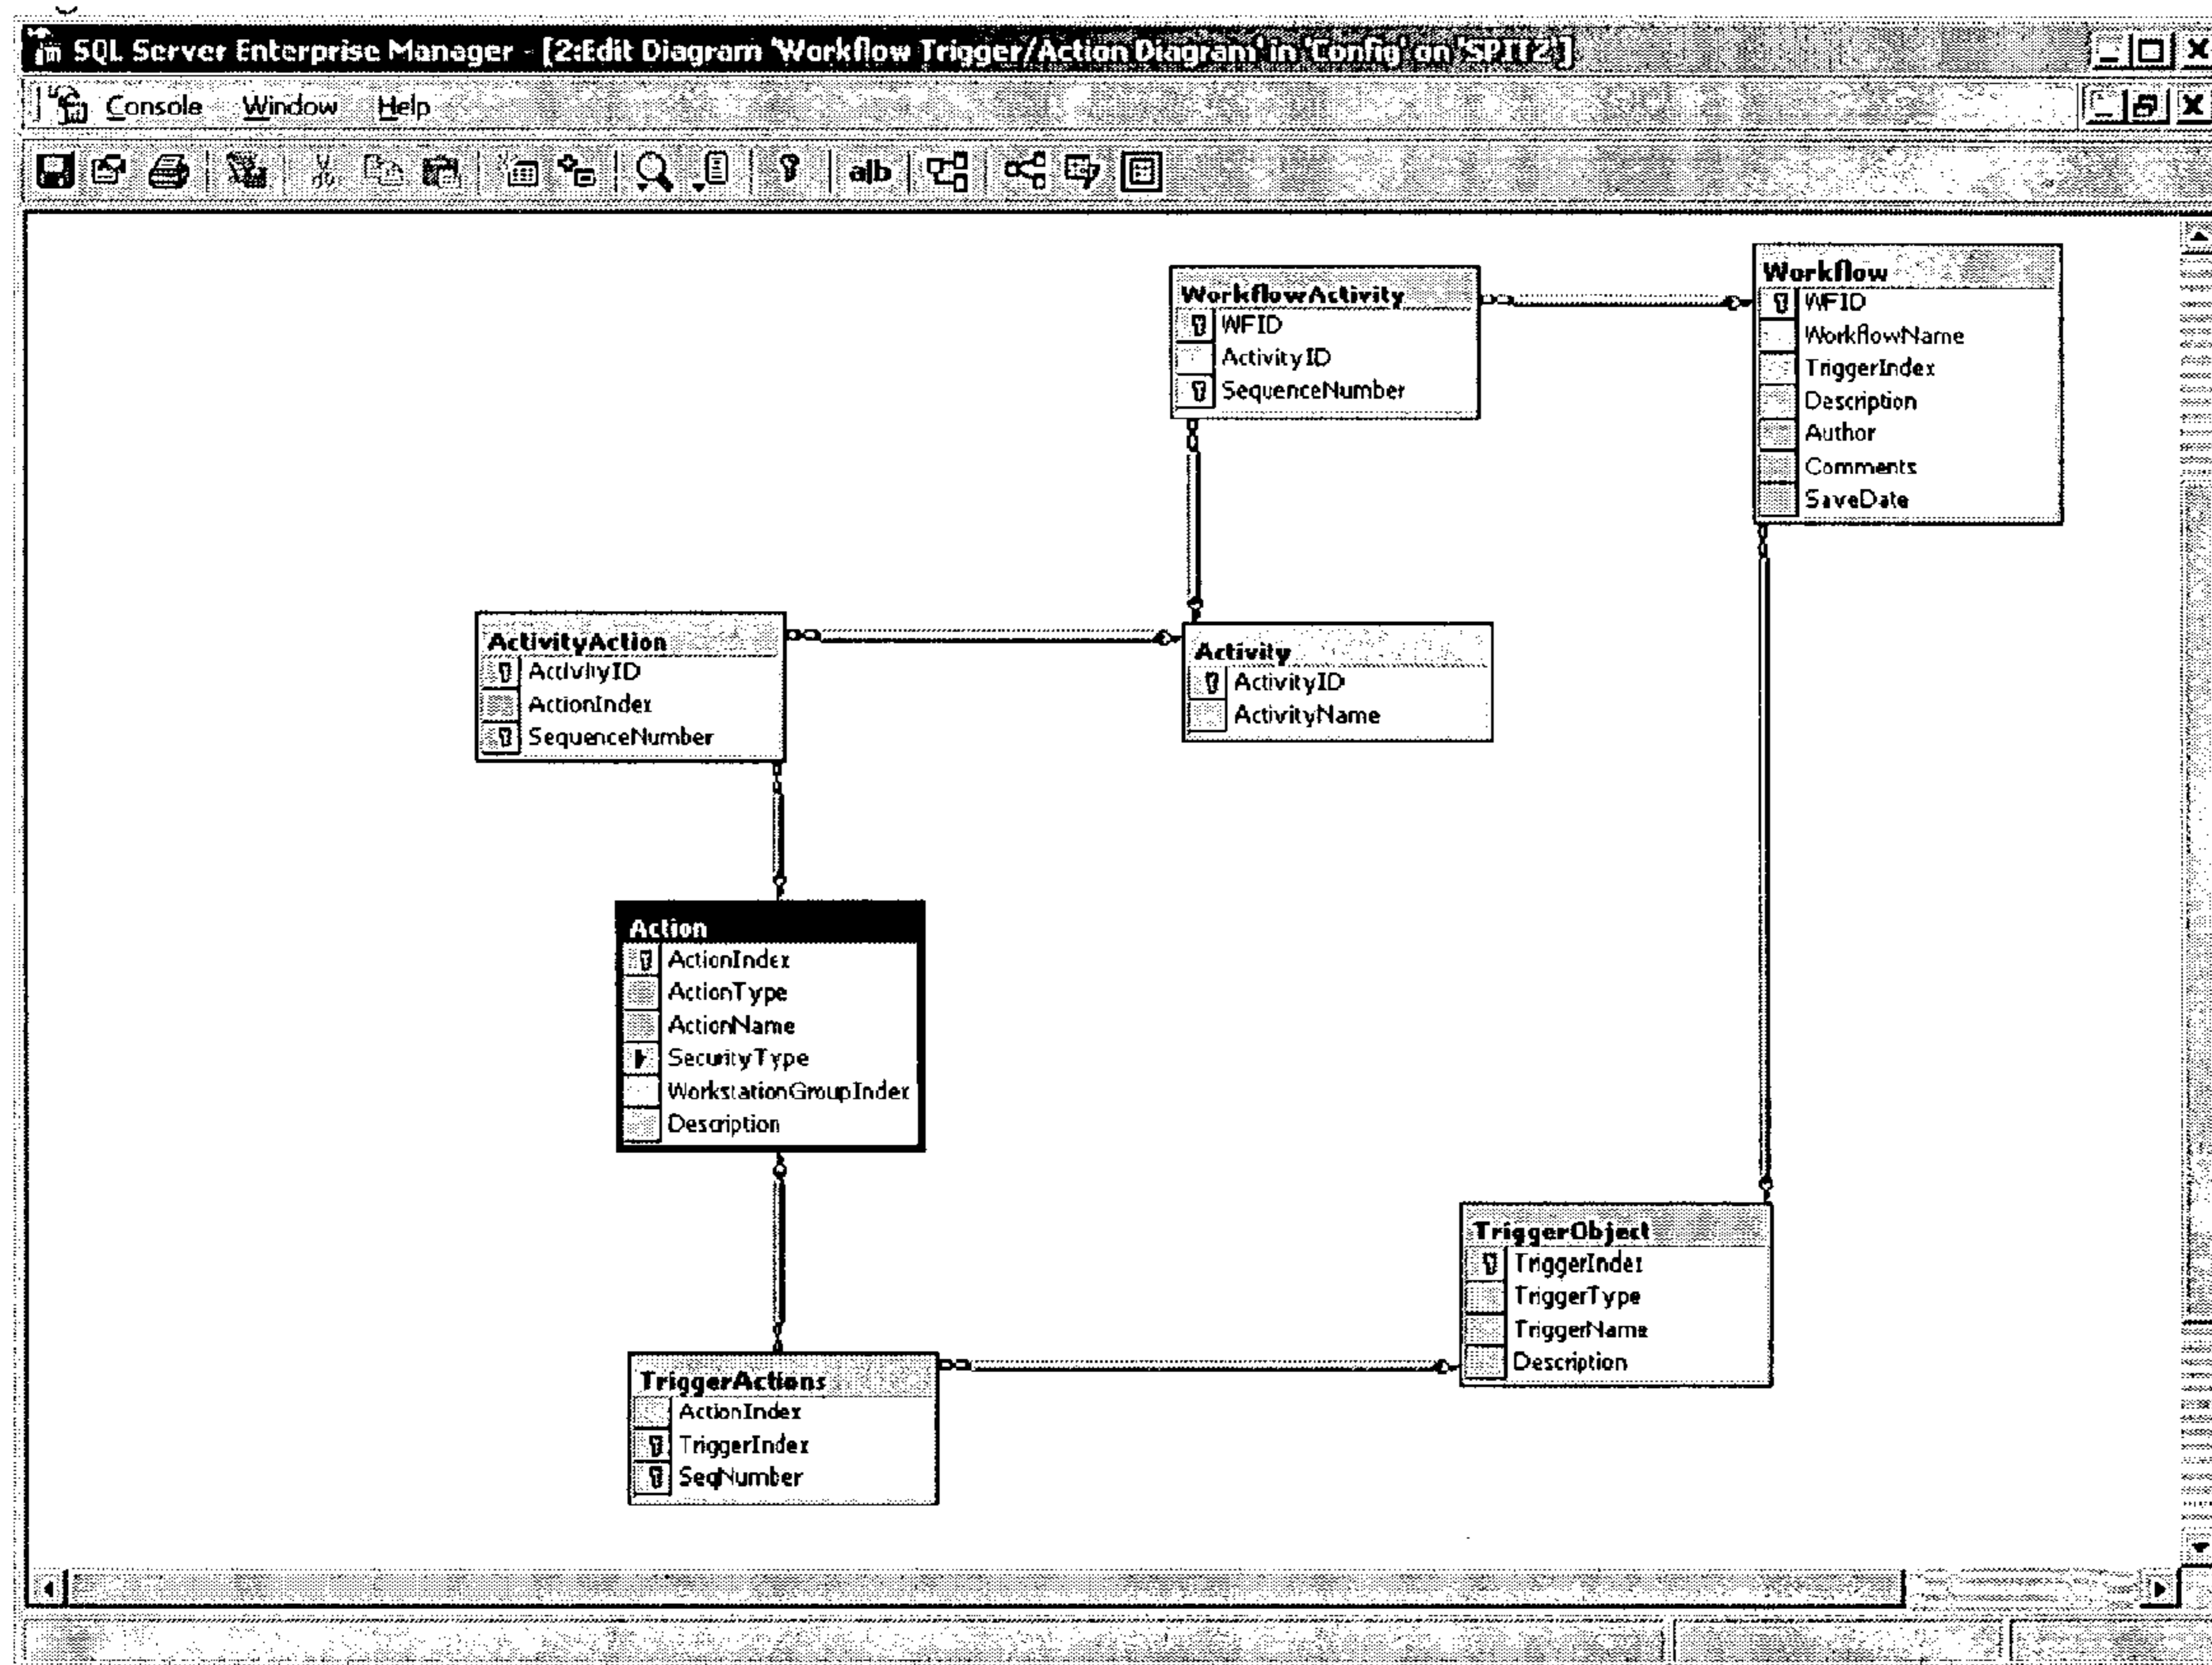 SQL Server Enterprise Manager - [2:Edit Diagram 'Workflow Trigger/Action Diagram' in 'Config' on 'SPITZ']
Console Window Help
a|b
WorkflowActivity
WFID
ActivityID
SequenceNumber
Workflow
WFID
WorkflowName
TriggerIndex
Description
Author
Comments
SaveDate
ActivityAction
ActivityID
ActionIndex
SequenceNumber
Activity
ActivityID
ActivityName
Action
ActionIndex
ActionType
ActionName
SecurityType
WorkstationGroupIndex
Description
TriggerObject
TriggerIndex
TriggerType
TriggerName
Description
TriggerActions
ActionIndex
TriggerIndex
SeqNumber